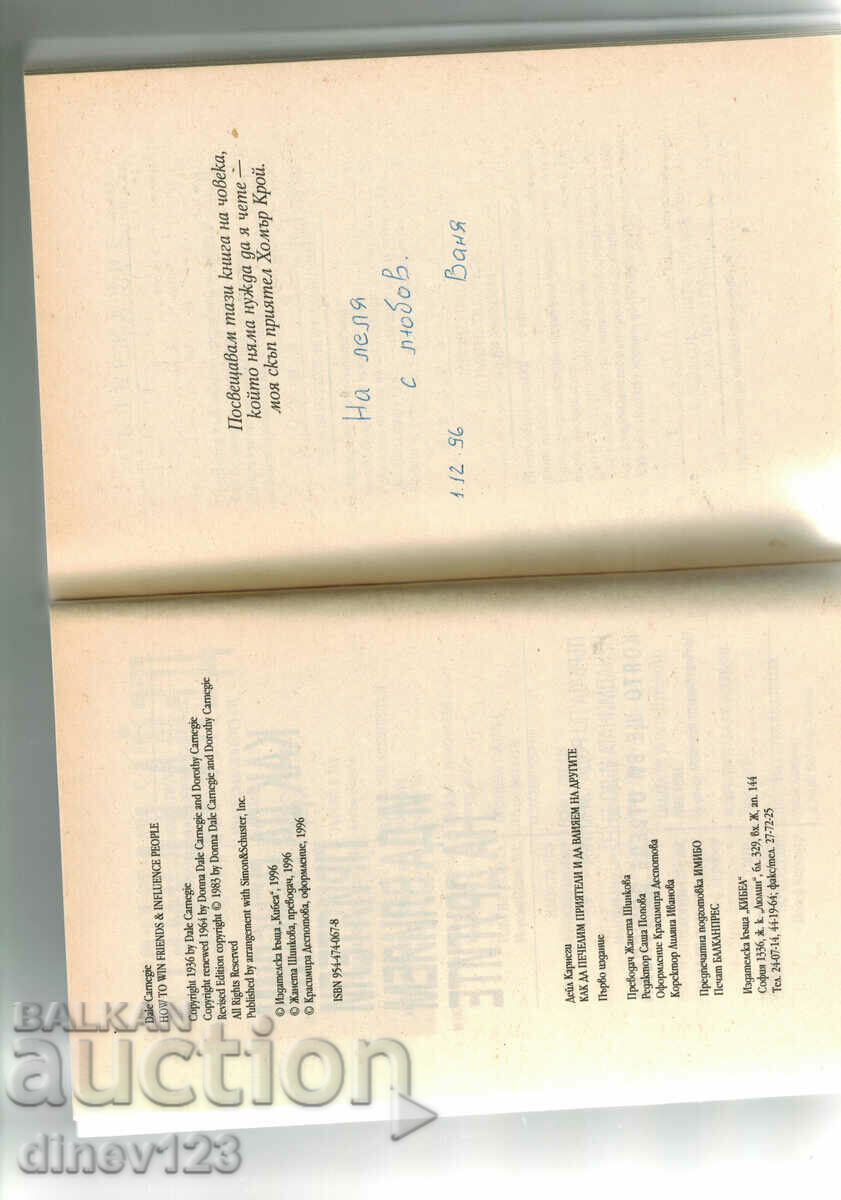 Dale Carnegie
HOW TO WIN FRIENDS & INFLUENCE PEOPLE
Copyright 1936 by Dale Carnegie
Copyright renewed 1964 by Donna Dale Carnegie and Dorothy Carnegie
Revised Edition copyright © 1983 by Donna Dale Carnegie and Dorothy Carnegie
All Rights Reserved
Published by arrangement with Simon&Schuster, Inc.
© Издателска къща „Кибеа“, 1996
© Жанета Шинкова, преводач, 1996
© Красимира Деспотова, оформление, 1996
ISBN 954-474-067-8
Дейл Карнеги
КАК ДА ПЕЧЕЛИМ ПРИЯТЕЛИ И ДА ВЛИЯЕМ НА ДРУГИТЕ
Първо издание
Преводач Жанета Шинкова
Редактор Саша Попова
Оформление Красимира Деспотова
Коректор Лиляна Иванова
Предпечатна подготовка ИМИБО
Печат БАЛКАНПРЕС
Издателска къща „КИБЕА“
София 1336, ж. к. „Люлин“, бл. 329, вх. Ж, ап. 144
Тел. 24-07-14, 44-19-64; факс/тел. 27-72-25
Посвещавам тази книга на човека,
който няма нужда да я чете —
моя скъп приятел Хомър Крой.
На леля
с любов.
1.12.96 Ваня
BALKAN
auction
dinev123